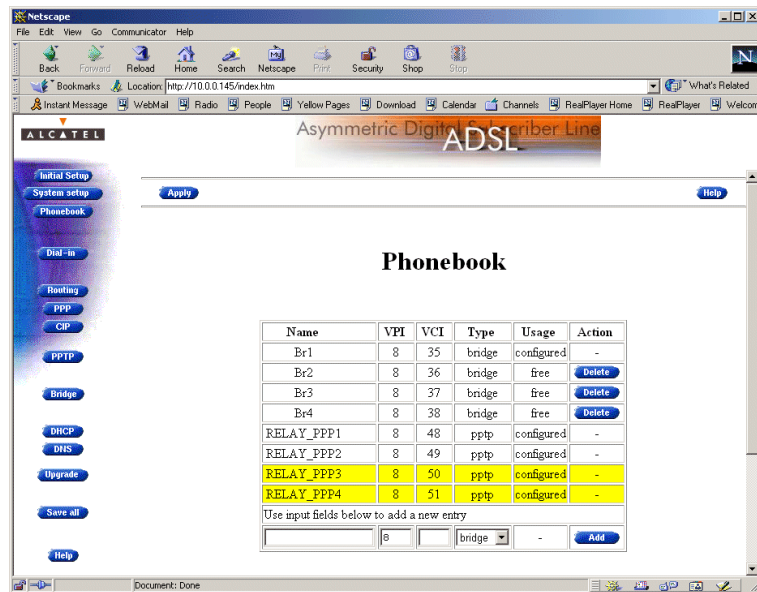 Netscape
File Edit View Go Communicator Help
Back Forward Reload Home Search Netscape Print Security Shop Stop
Bookmarks Location: http://10.0.0.145/index.htm What's Related
Instant Message WebMail Radio People Yellow Pages Download Calendar Channels RealPlayer Home RealPlayer Welcom
ALCATEL
Asymmetric Digital Subscriber Line
ADSL
Initial Setup
System setup
Phonebook
Dial-in
Routing
PPP
CIP
PPTP
Bridge
DHCP
DNS
Upgrade
Save all
Help
Apply Help
Phonebook
Name VPI VCI Type Usage Action
Br1 8 35 bridge configured -
Br2 8 36 bridge free Delete
Br3 8 37 bridge free Delete
Br4 8 38 bridge free Delete
RELAY_PPP1 8 48 pptp configured -
RELAY_PPP2 8 49 pptp configured -
RELAY_PPP3 8 50 pptp configured -
RELAY_PPP4 8 51 pptp configured -
Use input fields below to add a new entry
8 bridge - Add
Document: Done